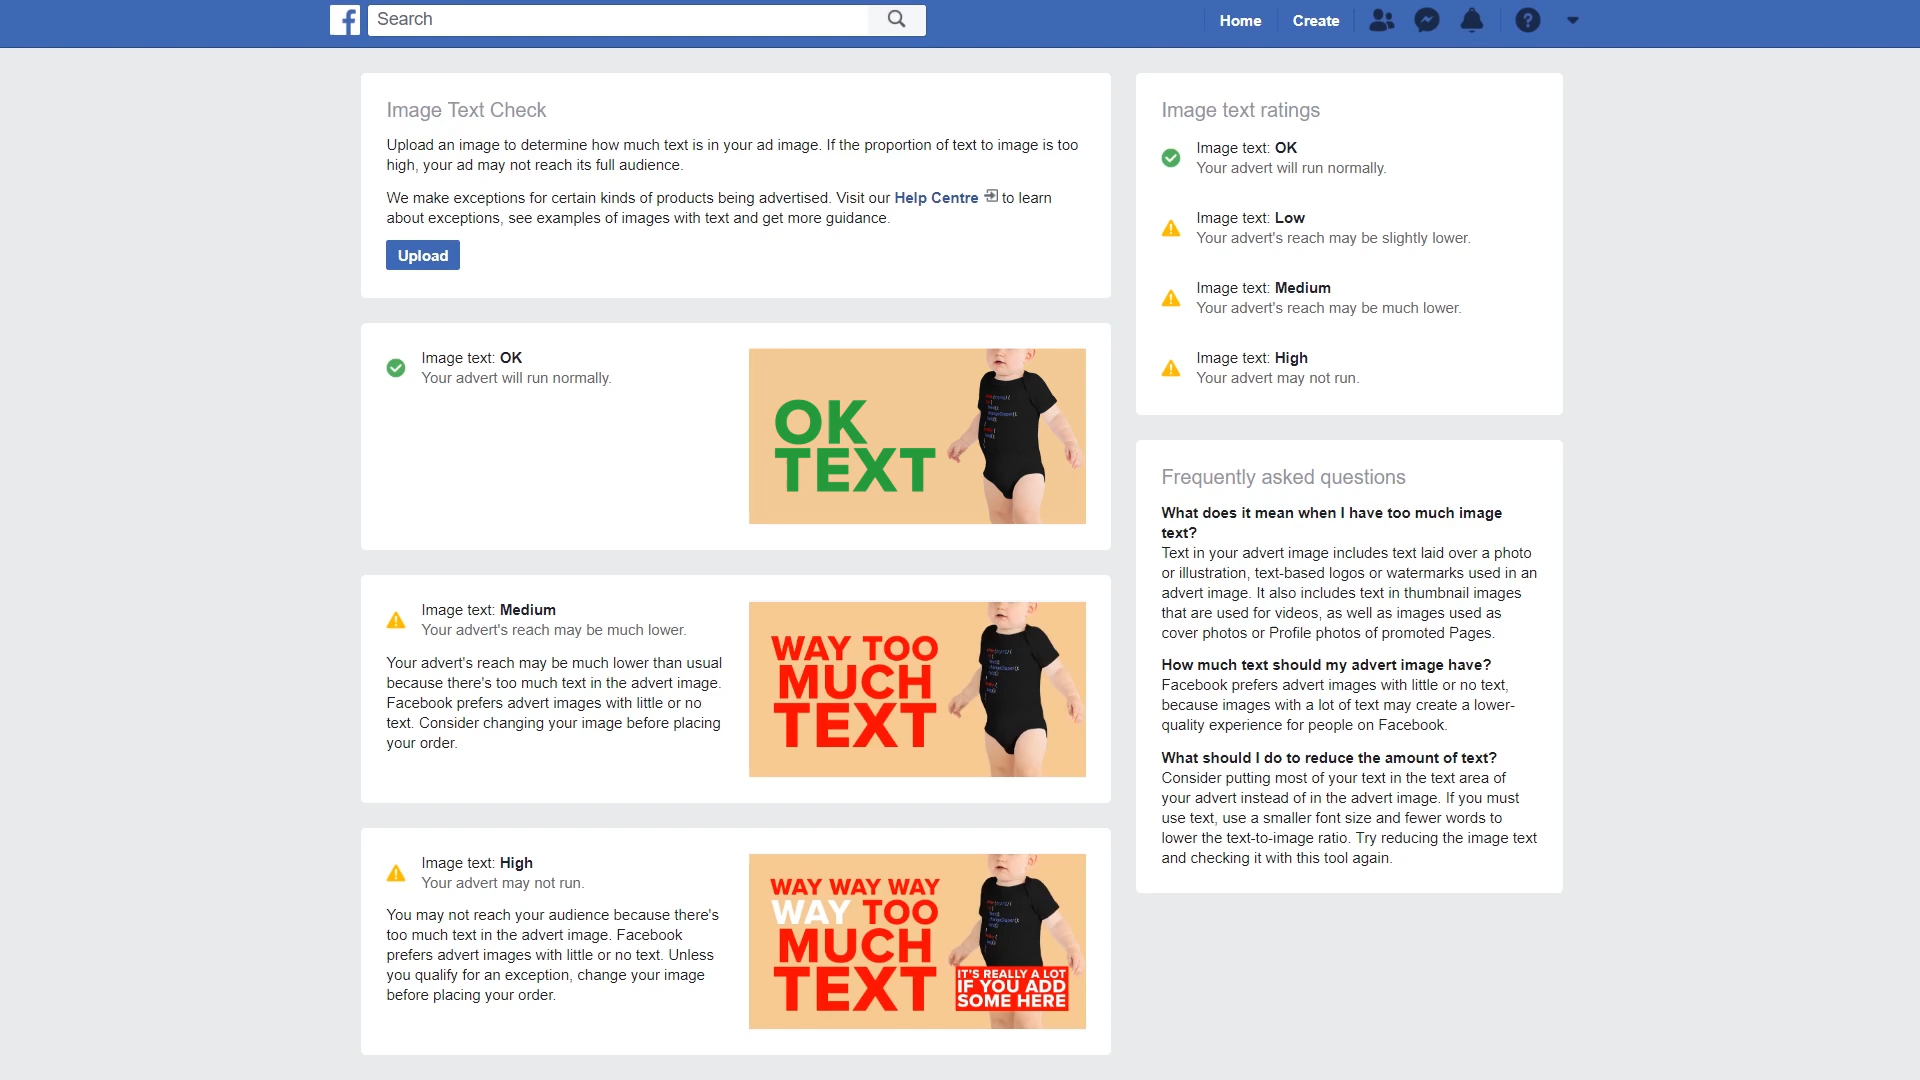 Search
Home
Create
Image Text Check
Upload an image to determine how much text is in your ad image. If the proportion of text to image is too
high, your ad may not reach its full audience.
We make exceptions for certain kinds of products being advertised. Visit our Help Centre to learn
about exceptions, see examples of images with text and get more guidance.
Upload
Image text: OK
Your advert will run normally.
OK
TEXT
Image text: Medium
Your advert's reach may be much lower.
Your advert's reach may be much lower than usual
because there's too much text in the advert image.
Facebook prefers advert images with little or no
text. Consider changing your image before placing
your order.
WAY TOO
MUCH
TEXT
Image text: High
Your advert may not run.
You may not reach your audience because there's
too much text in the advert image. Facebook
prefers advert images with little or no text. Unless
you qualify for an exception, change your image
before placing your order.
WAY WAY WAY
WAY TOO
MUCH
TEXT
IT'S REALLY A LOT
IF YOU ADD
SOME HERE
Image text ratings
Image text: OK
Your advert will run normally.
Image text: Low
Your advert's reach may be slightly lower.
Image text: Medium
Your advert's reach may be much lower.
Image text: High
Your advert may not run.
Frequently asked questions
What does it mean when I have too much image
text?
Text in your advert image includes text laid over a photo
or illustration, text-based logos or watermarks used in an
advert image. It also includes text in thumbnail images
that are used for videos, as well as images used as
cover photos or Profile photos of promoted Pages.
How much text should my advert image have?
Facebook prefers advert images with little or no text,
because images with a lot of text may create a lower-
quality experience for people on Facebook.
What should I do to reduce the amount of text?
Consider putting most of your text in the text area of
your advert instead of in the advert image. If you must
use text, use a smaller font size and fewer words to
lower the text-to-image ratio. Try reducing the image text
and checking it with this tool again.